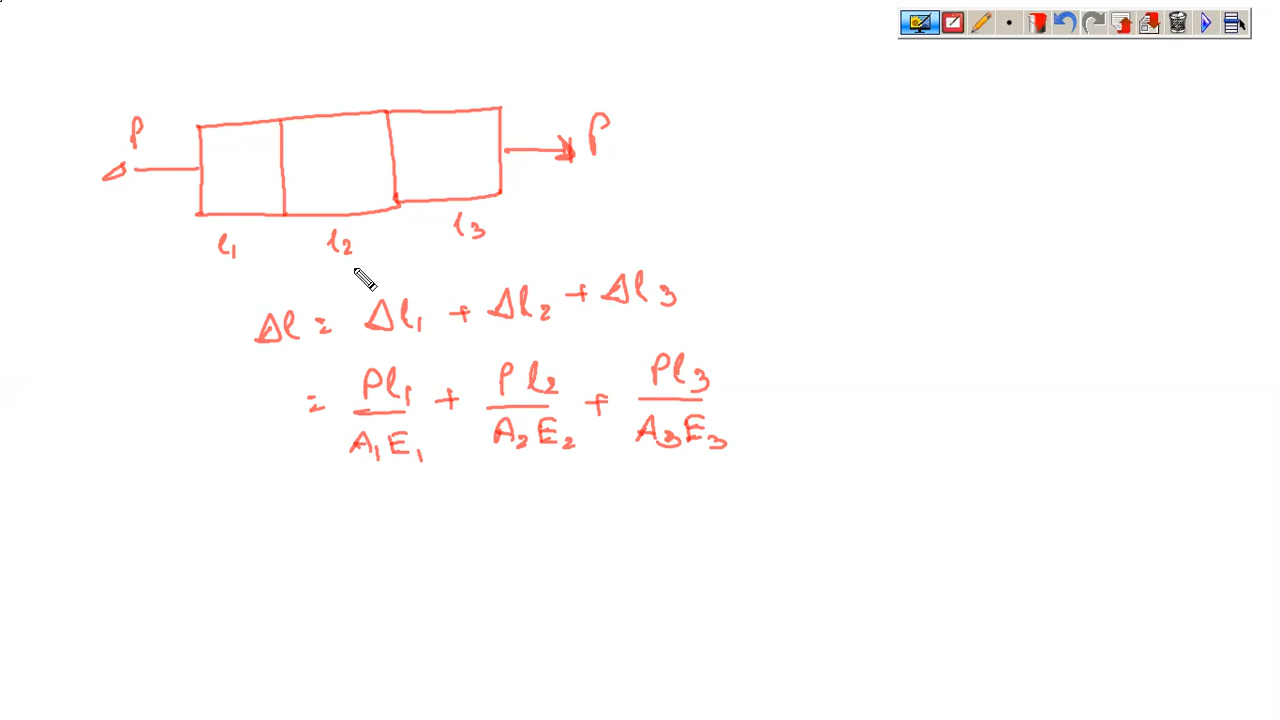 P P
l1 l2 l3
Δl = Δl1 + Δl2 + Δl3
= Pl1/A1E1 + Pl2/A2E2 + Pl3/A3E3